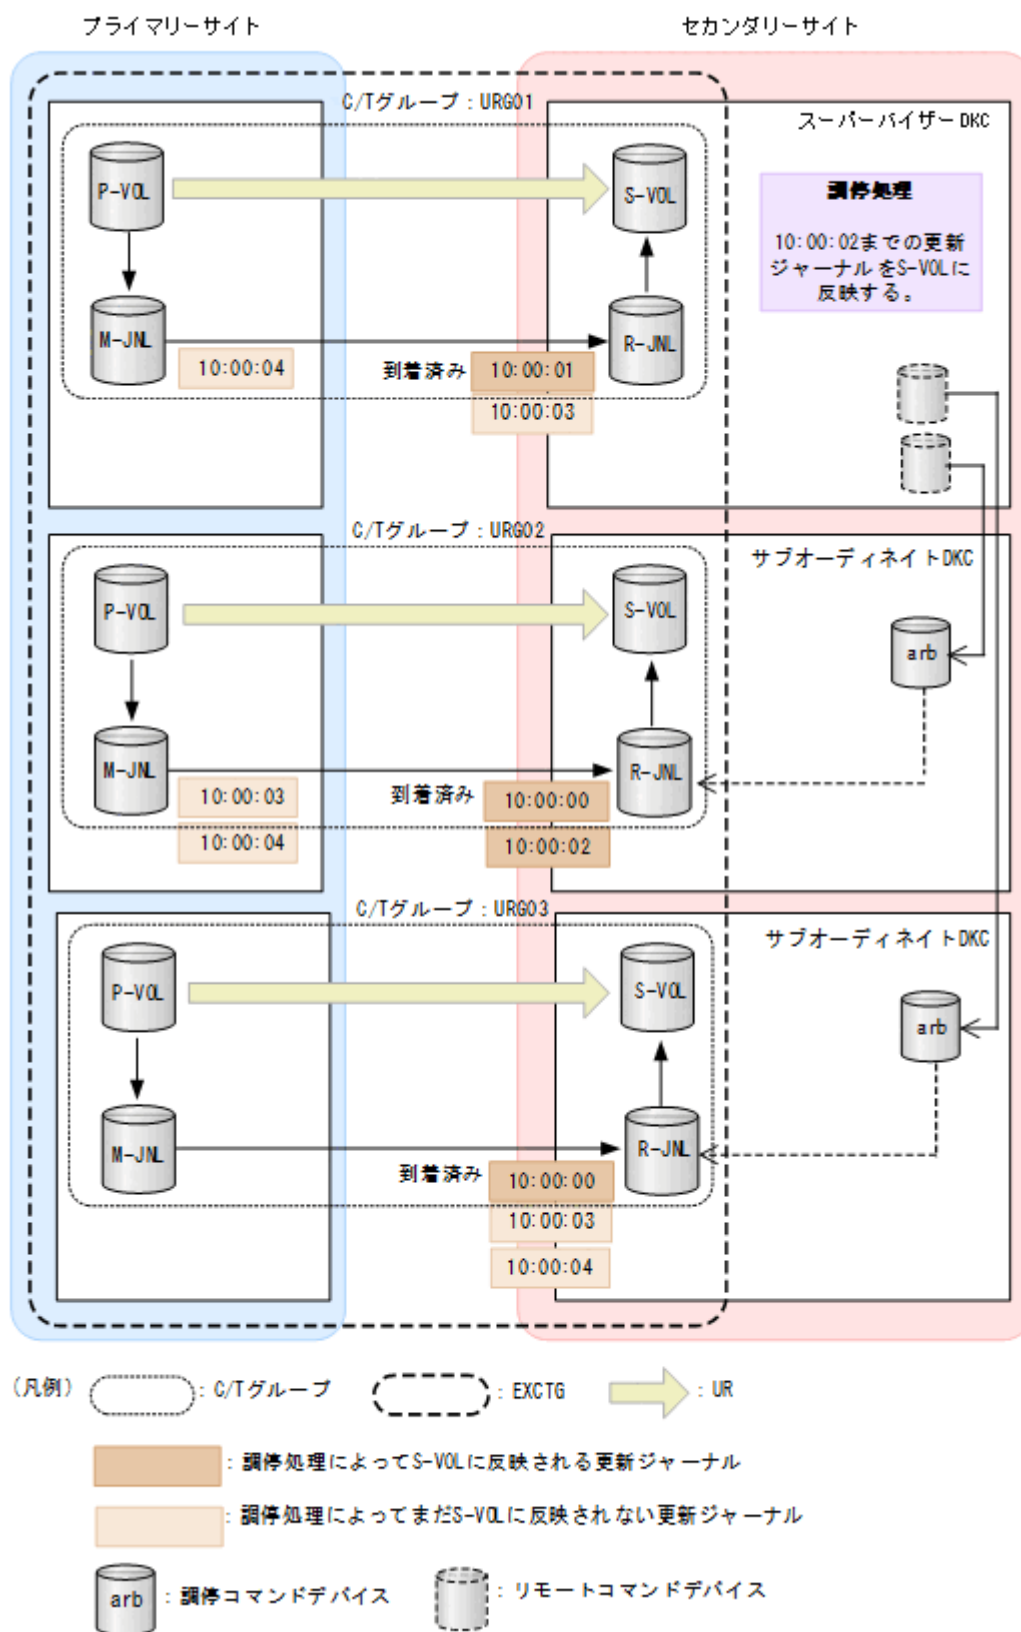 プライマリーサイト
セカンダリーサイト
C/Tグループ：URG01
スーパーバイザーDKC
P-VOL
S-VOL
調停処理
10:00:02までの更新
ジャーナルをS-VOLに
反映する。
M-JNL
R-JNL
10:00:04
到着済み
10:00:01
10:00:03
C/Tグループ：URG02
サブオーディネイトDKC
P-VOL
S-VOL
arb
M-JNL
R-JNL
10:00:03
到着済み
10:00:00
10:00:04
10:00:02
C/Tグループ：URG03
サブオーディネイトDKC
P-VOL
S-VOL
arb
M-JNL
R-JNL
到着済み
10:00:00
10:00:03
10:00:04
(凡例)
：C/Tグループ
：EXCTG
：UR
：調停処理によってS-VOLに反映される更新ジャーナル
：調停処理によってまだS-VOLに反映されない更新ジャーナル
arb
：調停コマンドデバイス
：リモートコマンドデバイス